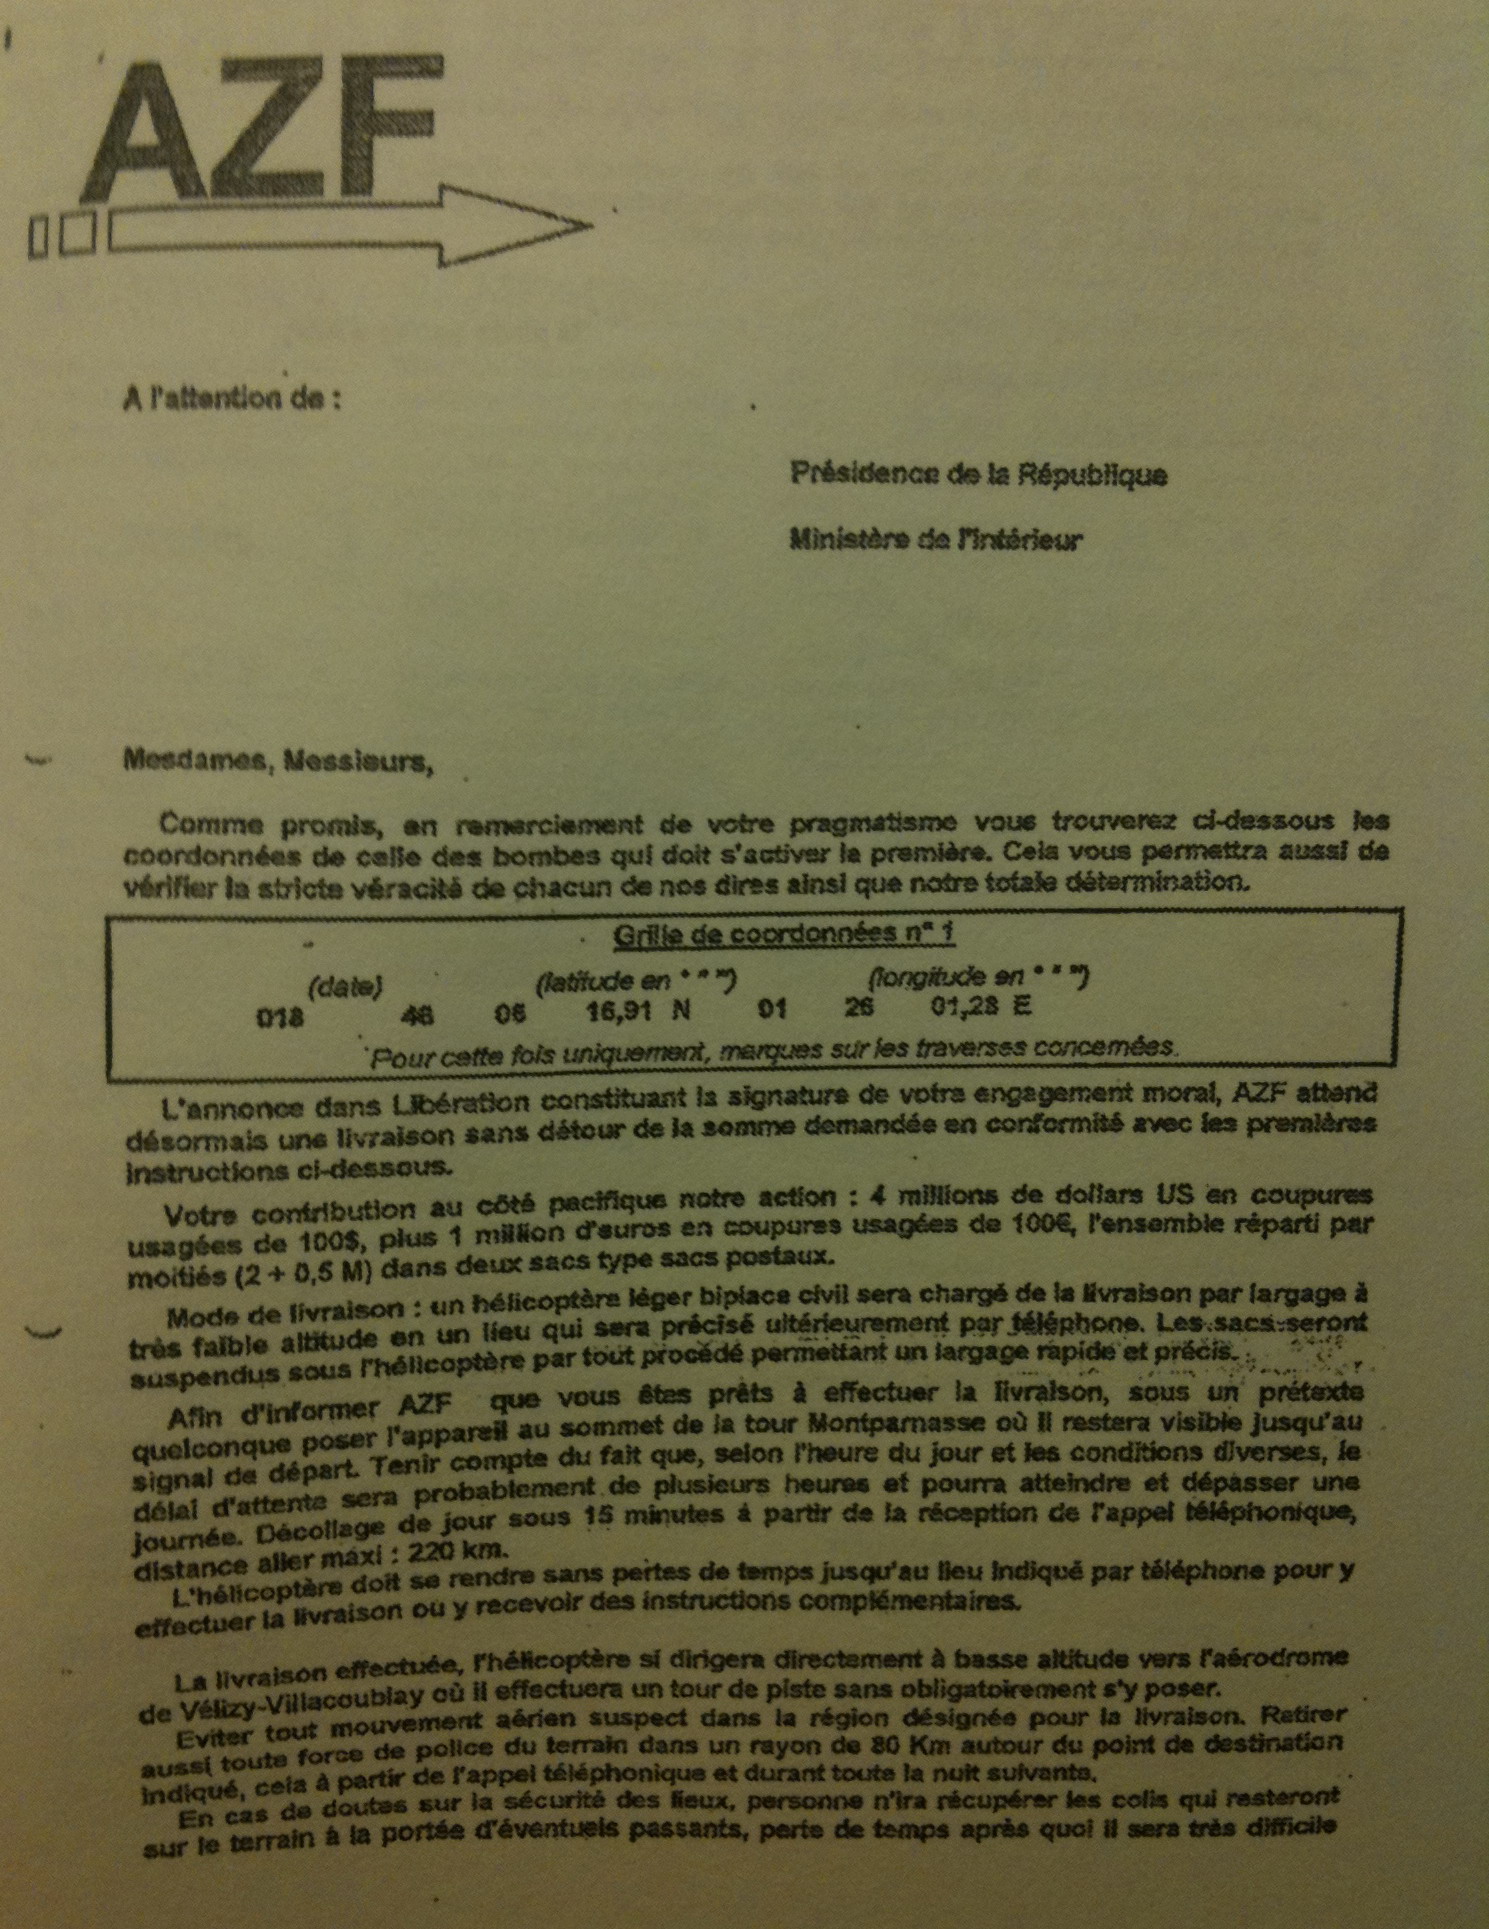 AZF
A l'attention de :
Présidence de la République
Ministère de l'Intérieur
Mesdames, Messieurs,
Comme promis, en remerciement de votre pragmatisme vous trouverez ci-dessous les
coordonnées de celle des bombes qui doit s'activer la première. Cela vous permettra aussi de
vérifier la stricte véracité de chacun de nos dires ainsi que notre totale détermination.
Grille de coordonnées n° 1
(date) (latitude en ° ' ") (longitude en ° ' ")
018 46 06 16,91 N 01 26 01,28 E
Pour cette fois uniquement, marques sur les traverses concernées.
L'annonce dans Libération constituant la signature de votre engagement moral, AZF attend
désormais une livraison sans détour de la somme demandée en conformité avec les premières
instructions ci-dessous.
Votre contribution au côté pacifique notre action : 4 millions de dollars US en coupures
usagées de 100$, plus 1 million d'euros en coupures usagées de 100€, l'ensemble réparti par
moitiés (2 + 0,5 M) dans deux sacs type sacs postaux.
Mode de livraison : un hélicoptère léger biplace civil sera chargé de la livraison par largage à
très faible altitude en un lieu qui sera précisé ultérieurement par téléphone. Les sacs seront
suspendus sous l'hélicoptère par tout procédé permettant un largage rapide et précis.
Afin d'informer AZF que vous êtes prêts à effectuer la livraison, sous un prétexte
quelconque poser l'appareil au sommet de la tour Montparnasse où il restera visible jusqu'au
signal de départ. Tenir compte du fait que, selon l'heure du jour et les conditions diverses, le
délai d'attente sera probablement de plusieurs heures et pourra atteindre et dépasser une
journée. Décollage de jour sous 15 minutes à partir de la réception de l'appel téléphonique,
distance aller maxi : 220 km.
L'hélicoptère doit se rendre sans pertes de temps jusqu'au lieu indiqué par téléphone pour y
effectuer la livraison ou y recevoir des instructions complémentaires.
La livraison effectuée, l'hélicoptère si dirigera directement à basse altitude vers l'aérodrome
de Vélizy-Villacoublay où il effectuera un tour de piste sans obligatoirement s'y poser.
Eviter tout mouvement aérien suspect dans la région désignée pour la livraison. Retirer
aussi toute force de police du terrain dans un rayon de 80 Km autour du point de destination
indiqué, cela à partir de l'appel téléphonique et durant toute la nuit suivante.
En cas de doutes sur la sécurité des lieux, personne n'ira récupérer les colis qui resteront
sur le terrain à la portée d'éventuels passants, perte de temps après quoi il sera très difficile